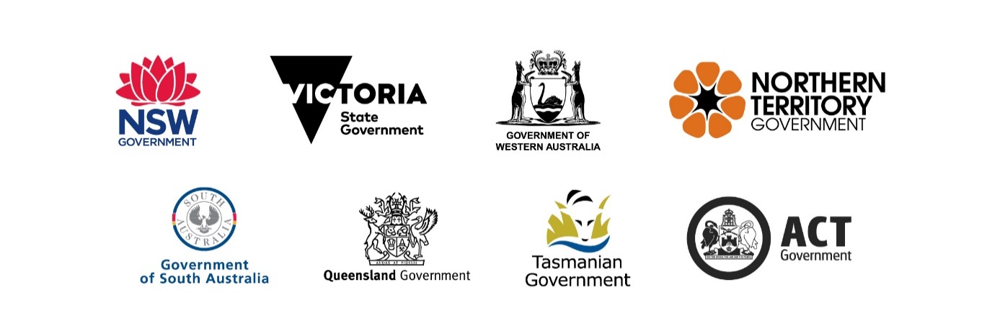 NSW
GOVERNMENT
VICTORIA
State
Government
GOVERNMENT OF
WESTERN AUSTRALIA
NORTHERN
TERRITORY
GOVERNMENT
SOUTH
AUSTRALIA
Government
of South Australia
AUDAX AT FIDELIS
Queensland Government
Tasmanian
Government
ACT
Government